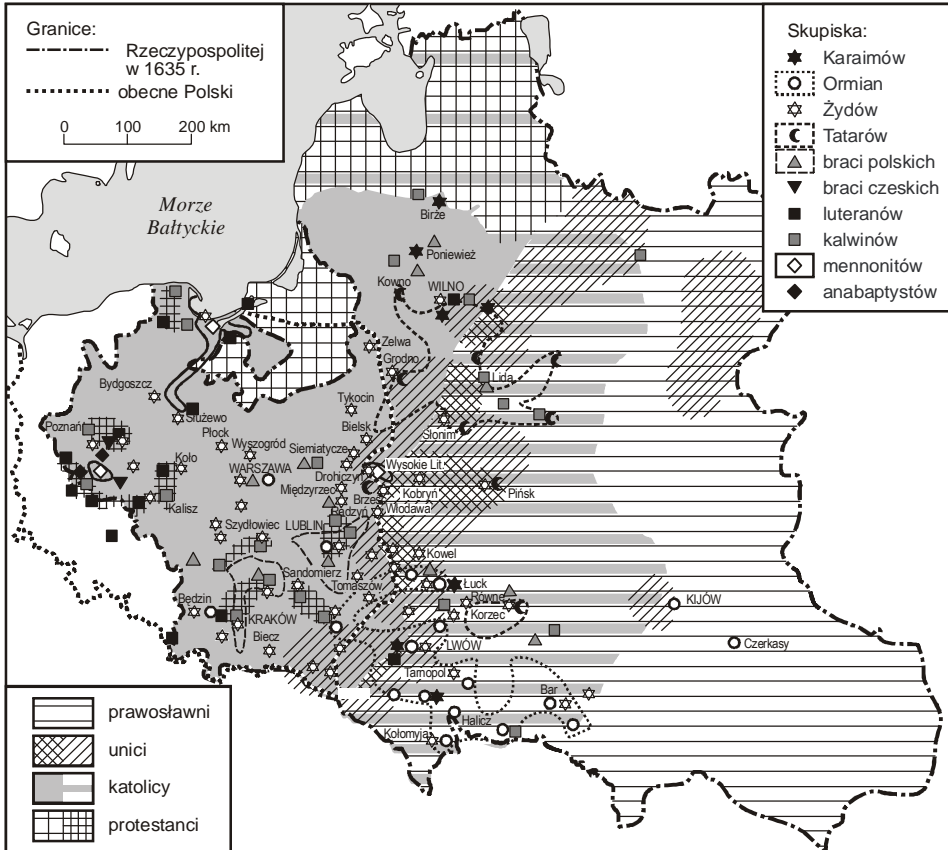 Granice:
Rzeczypospolitej
w 1635 r.
obecne Polski
0 100 200 km
Skupiska:
Karaimów
Ormian
Żydów
Tatarów
braci polskich
braci czeskich
luteranów
kalwinów
mennonitów
anabaptystów
Morze
Bałtyckie
Birże
Poniewież
Kowno
WILNO
Zelwa
Grodno
Lida
Bydgoszcz
Tykocin
Służewo
Słonim
Poznań
Płock
Bielsk
Wyszogród
Siemiatycze
Koło
WARSZAWA
Drohiczyn
Wysokie Lit.
Międzyrzec
Brześć
Kobryń
Pińsk
Kalisz
Radzyń
Włodawa
Szydłowiec
LUBLIN
Kowel
Sandomierz
Tomaszów
Łuck
Będzin
Równe
KIJÓW
KRAKÓW
Korzec
Biecz
LWÓW
Czerkasy
Tarnopol
Bar
Halicz
Kołomyja
prawosławni
unici
katolicy
protestanci